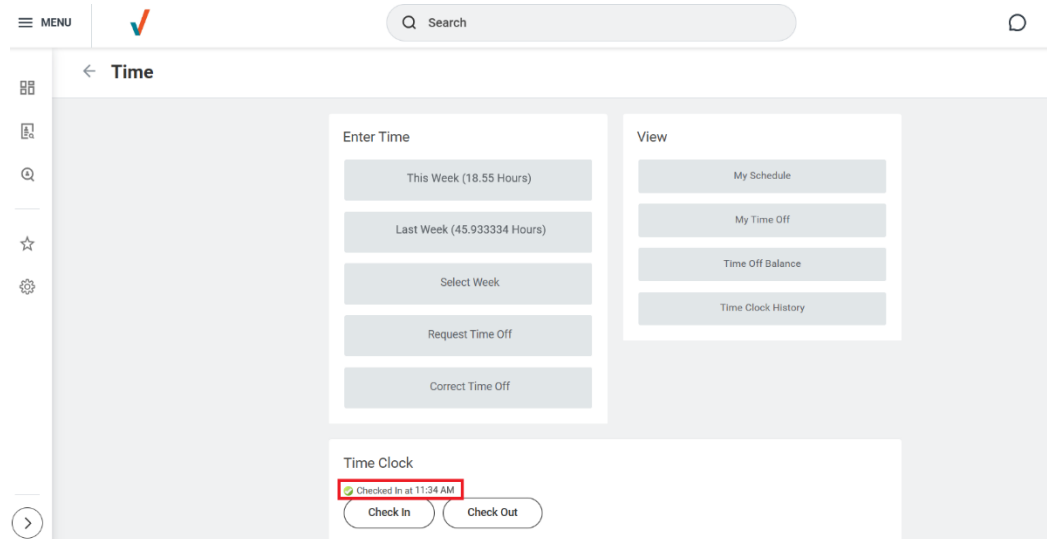 MENU
Search
Time
Enter Time
This Week (18.55 Hours)
Last Week (45.933334 Hours)
Select Week
Request Time Off
Correct Time Off
View
My Schedule
My Time Off
Time Off Balance
Time Clock History
Time Clock
Checked In at 11:34 AM
Check In
Check Out